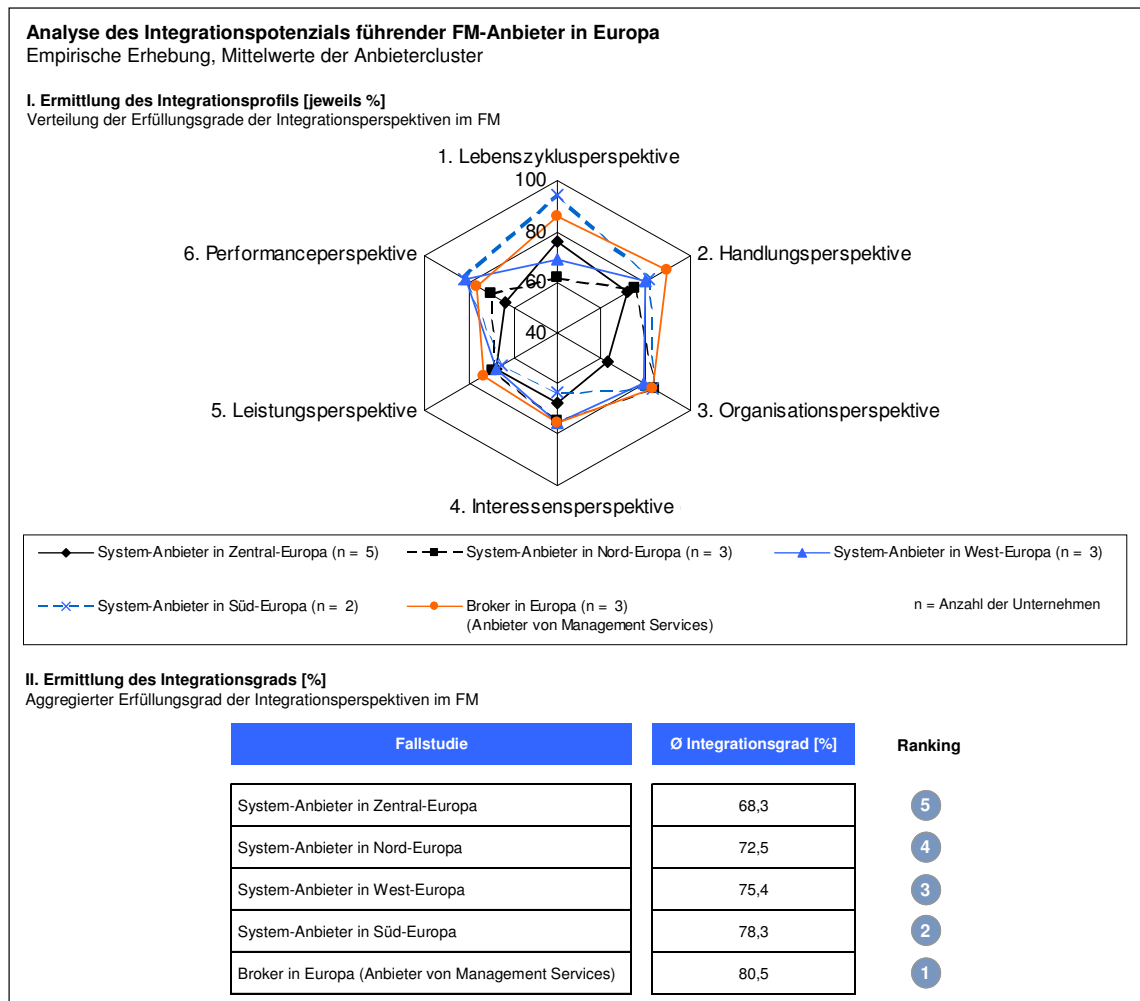 Analyse des Integrationspotenzials führender FM-Anbieter in Europa
Empirische Erhebung, Mittelwerte der Anbietercluster
I. Ermittlung des Integrationsprofils [jeweils %]
Verteilung der Erfüllungsgrade der Integrationsperspektiven im FM
1. Lebenszyklusperspektive
100
6. Performanceperspektive
80
2. Handlungsperspektive
60
40
5. Leistungsperspektive
3. Organisationsperspektive
4. Interessensperspektive
System-Anbieter in Zentral-Europa (n = 5)
System-Anbieter in Nord-Europa (n = 3)
System-Anbieter in West-Europa (n = 3)
System-Anbieter in Süd-Europa (n = 2)
Broker in Europa (n = 3)
(Anbieter von Management Services)
n = Anzahl der Unternehmen
II. Ermittlung des Integrationsgrads [%]
Aggregierter Erfüllungsgrad der Integrationsperspektiven im FM
Fallstudie Ø Integrationsgrad [%] Ranking
System-Anbieter in Zentral-Europa 68,3 5
System-Anbieter in Nord-Europa 72,5 4
System-Anbieter in West-Europa 75,4 3
System-Anbieter in Süd-Europa 78,3 2
Broker in Europa (Anbieter von Management Services) 80,5 1